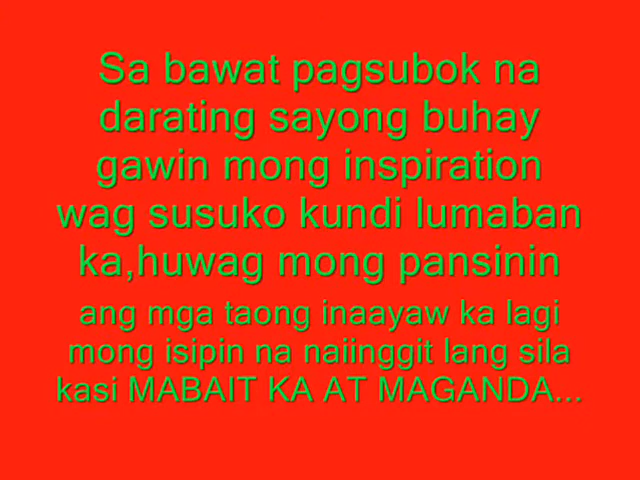 Sa bawat pagsubok na
darating sayong buhay
gawin mong inspiration
wag susuko kundi lumaban
ka,huwag mong pansinin
ang mga taong inaayaw ka lagi
mong isipin na naiinggit lang sila
kasi MABAIT KA AT MAGANDA...